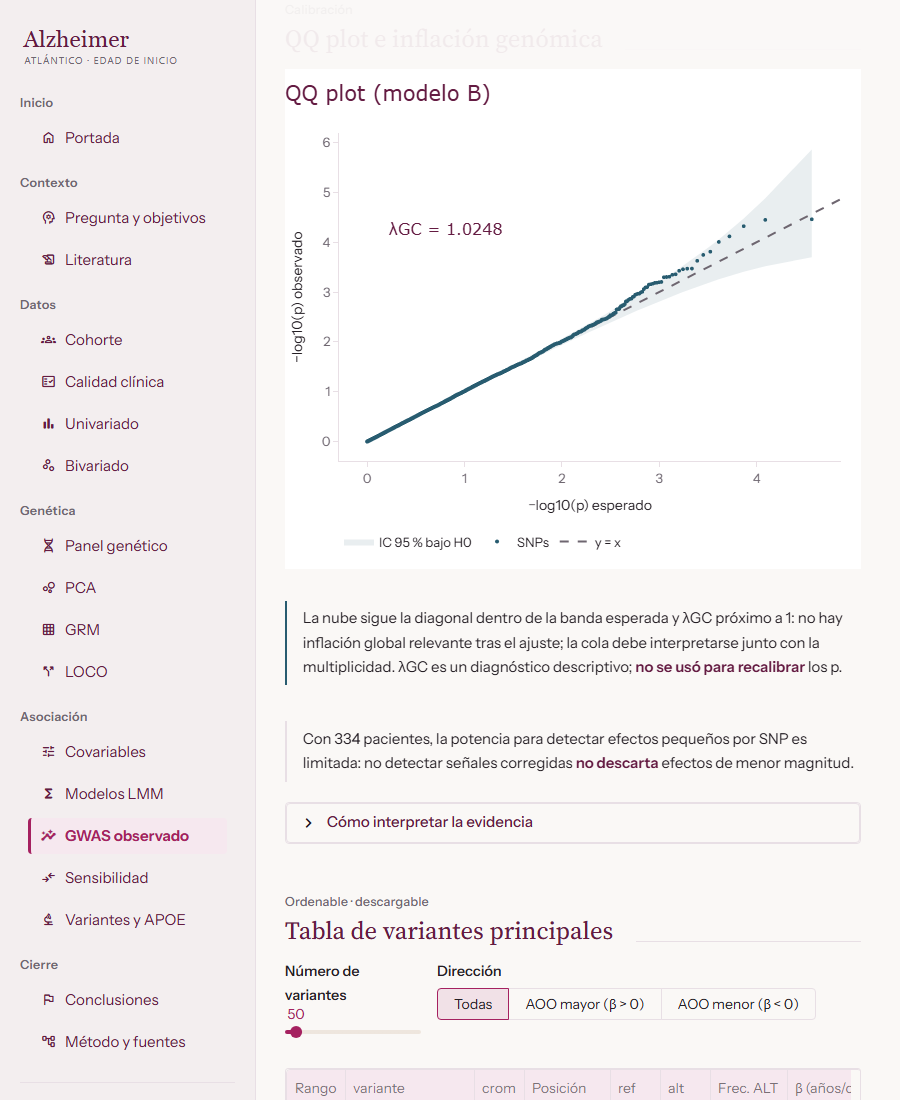 Alzheimer
ATLÁNTICO · EDAD DE INICIO
Inicio
Portada
Contexto
Pregunta y objetivos
Literatura
Datos
Cohorte
Calidad clínica
Univariado
Bivariado
Genética
Panel genético
PCA
GRM
LOCO
Asociación
Covariables
Modelos LMM
GWAS observado
Sensibilidad
Variantes y APOE
Cierre
Conclusiones
Método y fuentes
Calibración
QQ plot e inflación genómica
QQ plot (modelo B)
6
5
4
3
2
1
0
−log10(p) observado
λGC = 1.0248
0
1
2
3
4
−log10(p) esperado
IC 95 % bajo H0
SNPs
y = x
La nube sigue la diagonal dentro de la banda esperada y λGC próximo a 1: no hay
inflación global relevante tras el ajuste; la cola debe interpretarse junto con la
multiplicidad. λGC es un diagnóstico descriptivo; no se usó para recalibrar los p.
Con 334 pacientes, la potencia para detectar efectos pequeños por SNP es
limitada: no detectar señales corregidas no descarta efectos de menor magnitud.
Cómo interpretar la evidencia
Ordenable · descargable
Tabla de variantes principales
Número de
variantes
50
Dirección
Todas
AOO mayor (β > 0)
AOO menor (β < 0)
Rango
variante
crom
Posición
ref
alt
Frec. ALT
β (años/